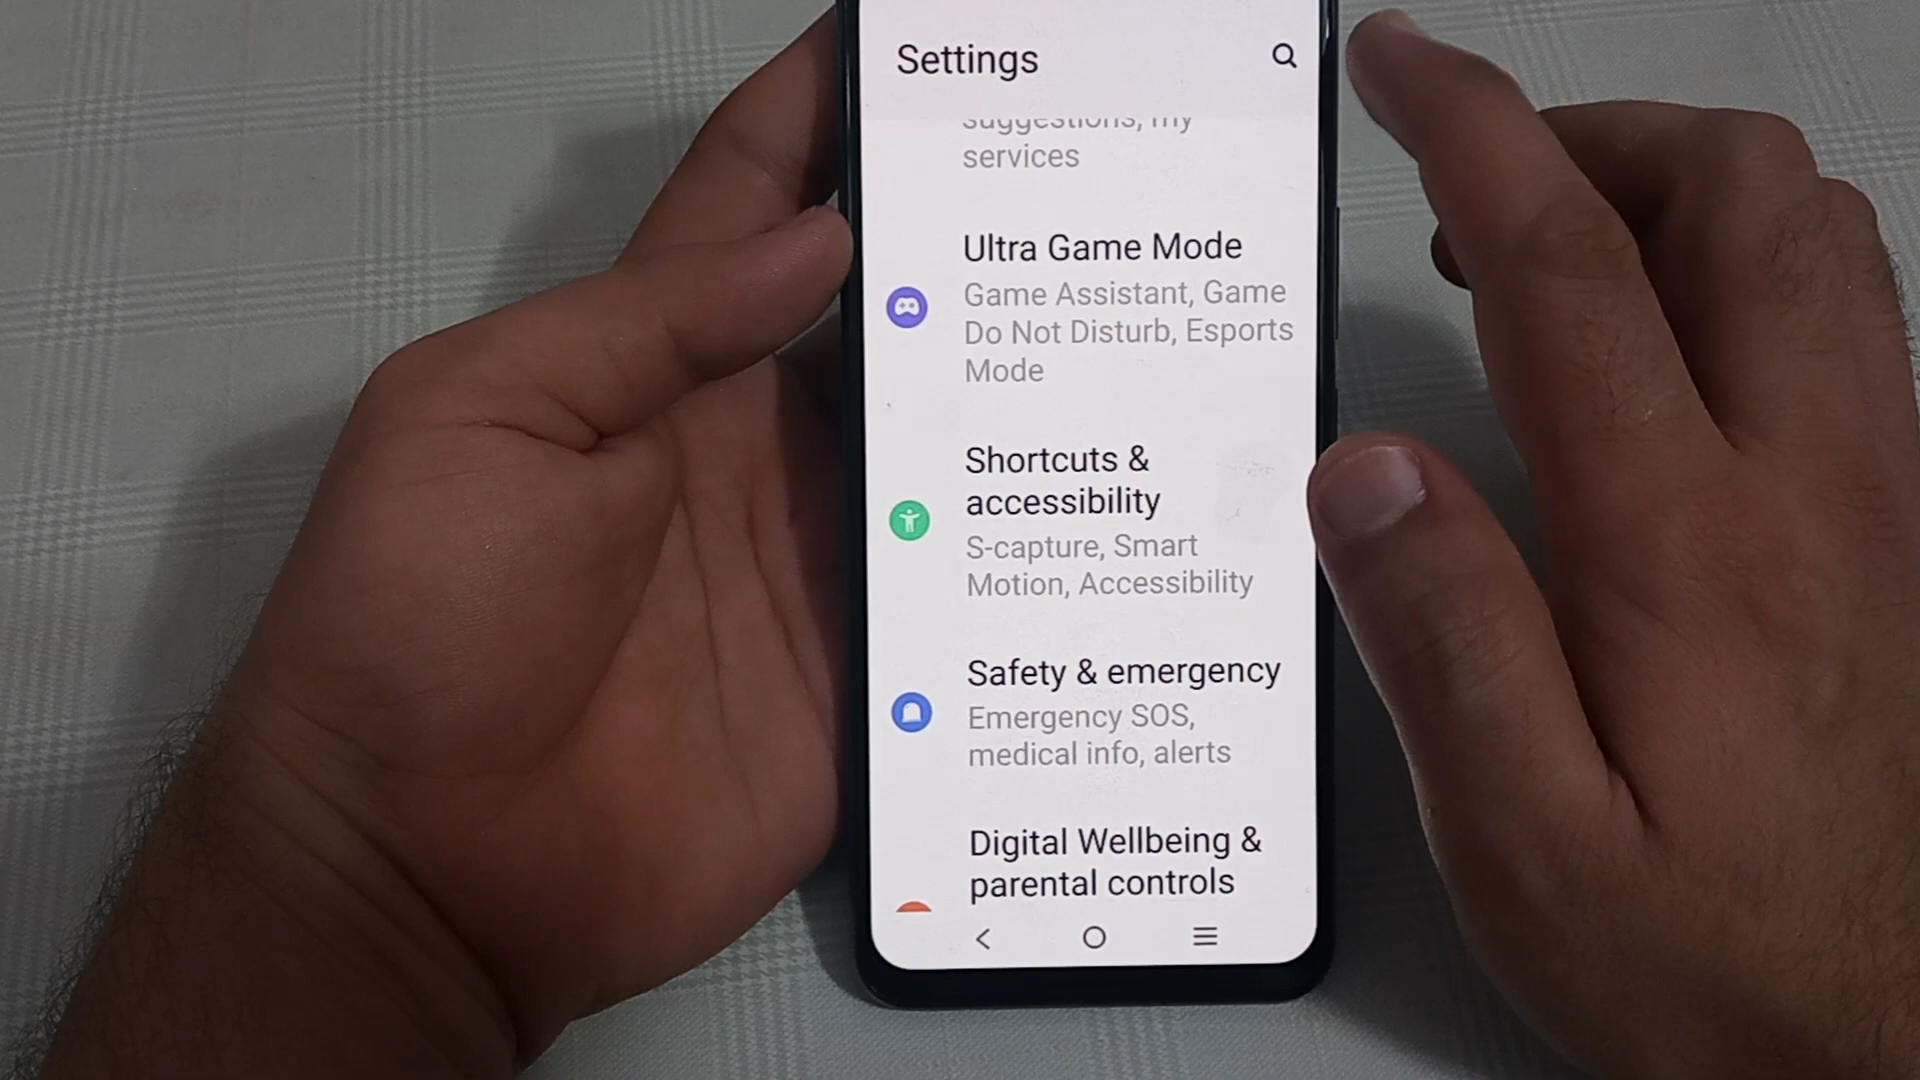 Settings
suggestions, my
services
Ultra Game Mode
Game Assistant, Game
Do Not Disturb, Esports
Mode
Shortcuts &
accessibility
S-capture, Smart
Motion, Accessibility
Safety & emergency
Emergency SOS,
medical info, alerts
Digital Wellbeing &
parental controls